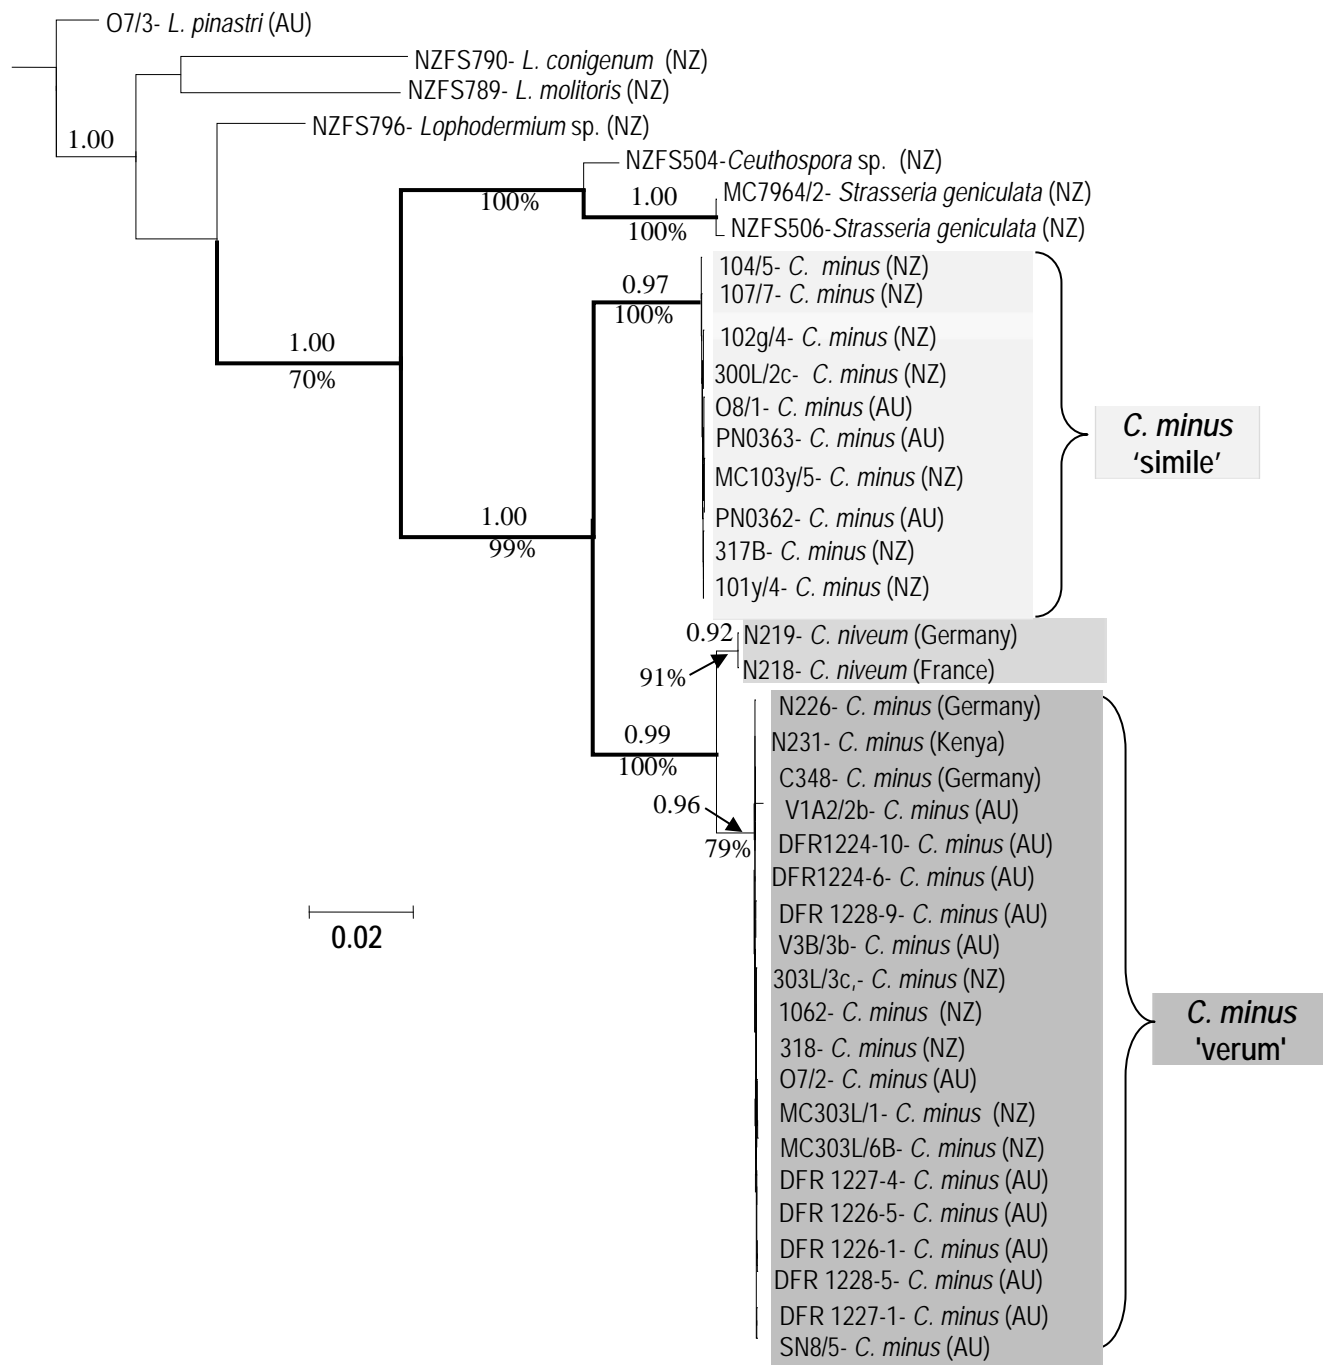 O7/3- L. pinastri (AU)
NZFS790- L. conigenum (NZ)
NZFS789- L. molitoris (NZ)
1.00
NZFS796- Lophodermium sp. (NZ)
NZFS504-Ceuthospora sp. (NZ)
100%
1.00
MC7964/2- Strasseria geniculata (NZ)
100%
NZFS506-Strasseria geniculata (NZ)
104/5- C. minus (NZ)
0.97
107/7- C. minus (NZ)
100%
102g/4- C. minus (NZ)
1.00
70%
300L/2c- C. minus (NZ)
O8/1- C. minus (AU)
PN0363- C. minus (AU)
C. minus
'simile'
MC103y/5- C. minus (NZ)
1.00
PN0362- C. minus (AU)
99%
317B- C. minus (NZ)
101y/4- C. minus (NZ)
0.92
N219- C. niveum (Germany)
91%
N218- C. niveum (France)
N226- C. minus (Germany)
0.99
N231- C. minus (Kenya)
100%
C348- C. minus (Germany)
0.96
V1A2/2b- C. minus (AU)
79%
DFR1224-10- C. minus (AU)
DFR1224-6- C. minus (AU)
DFR 1228-9- C. minus (AU)
0.02
V3B/3b- C. minus (AU)
303L/3c,- C. minus (NZ)
1062- C. minus (NZ)
C. minus
'verum'
318- C. minus (NZ)
O7/2- C. minus (AU)
MC303L/1- C. minus (NZ)
MC303L/6B- C. minus (NZ)
DFR 1227-4- C. minus (AU)
DFR 1226-5- C. minus (AU)
DFR 1226-1- C. minus (AU)
DFR 1228-5- C. minus (AU)
DFR 1227-1- C. minus (AU)
SN8/5- C. minus (AU)